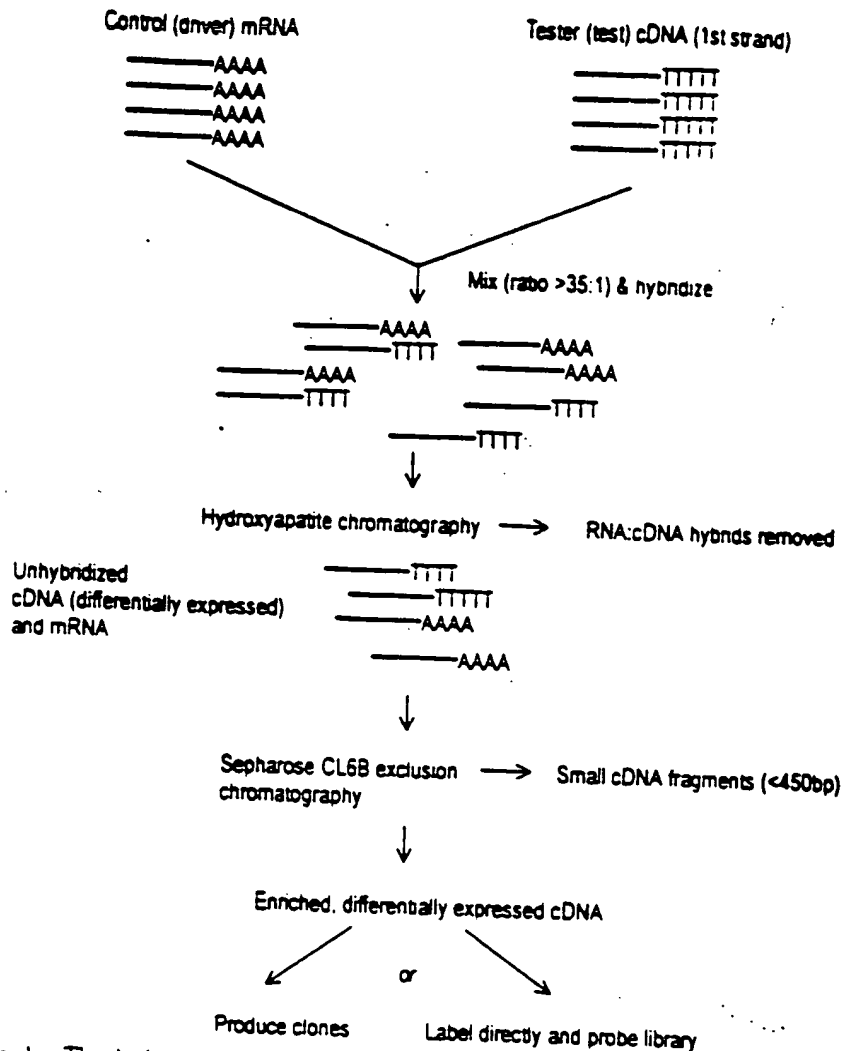 Control (driver) mRNA
Tester (test) cDNA (1st strand)
AAAA
AAAA
AAAA
AAAA
TTTTT
TTTTT
TTTTT
TTTTT
Mix (ratio >35:1) & hybridize
AAAA
TTTT
AAAA
AAAA
AAAA
TTTT
TTTT
TTTT
Hydroxyapatite chromatography
RNA:cDNA hybrids removed
Unhybridized
cDNA (differentially expressed)
and mRNA
TTTT
TTTTT
AAAA
AAAA
Sepharose CL6B exclusion
chromatography
Small cDNA fragments (<450bp)
Enriched, differentially expressed cDNA
or
Produce clones
Label directly and probe library